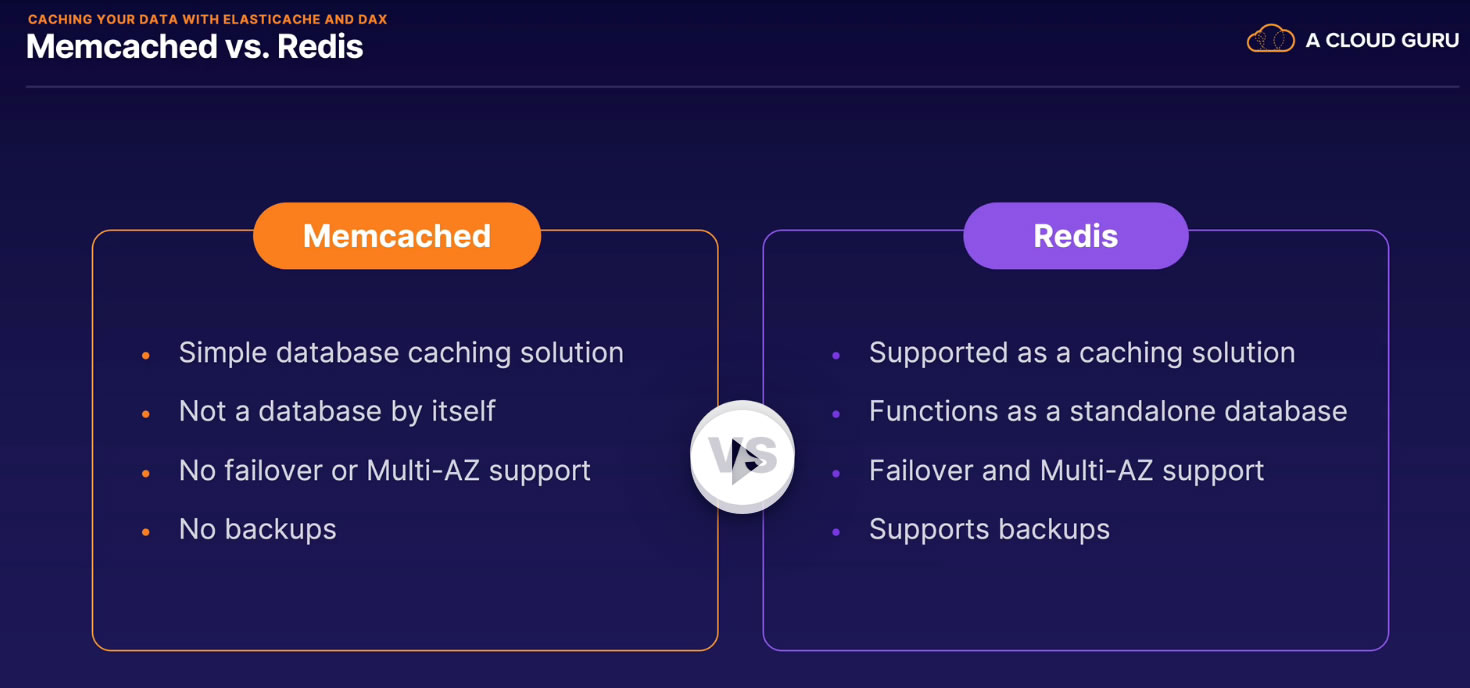 CACHING YOUR DATA WITH ELASTICACHE AND DAX
Memcached vs. Redis
A CLOUD GURU
Memcached
Simple database caching solution
Not a database by itself
No failover or Multi-AZ support
No backups
VS
Redis
Supported as a caching solution
Functions as a standalone database
Failover and Multi-AZ support
Supports backups